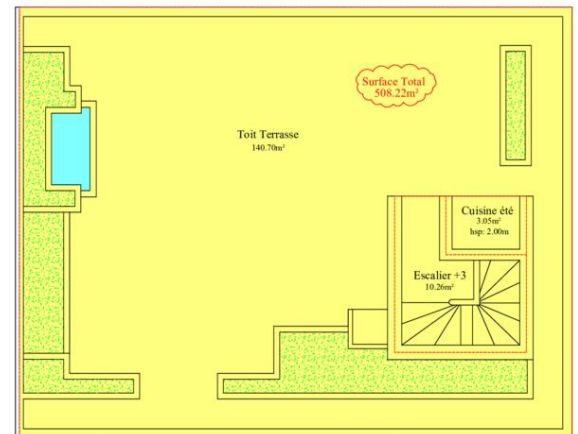 Surface Total
508.22m²
Toit Terrasse
140.70m²
Cuisine été
3.05m²
hsp: 2.00m
Escalier +3
10.26m²